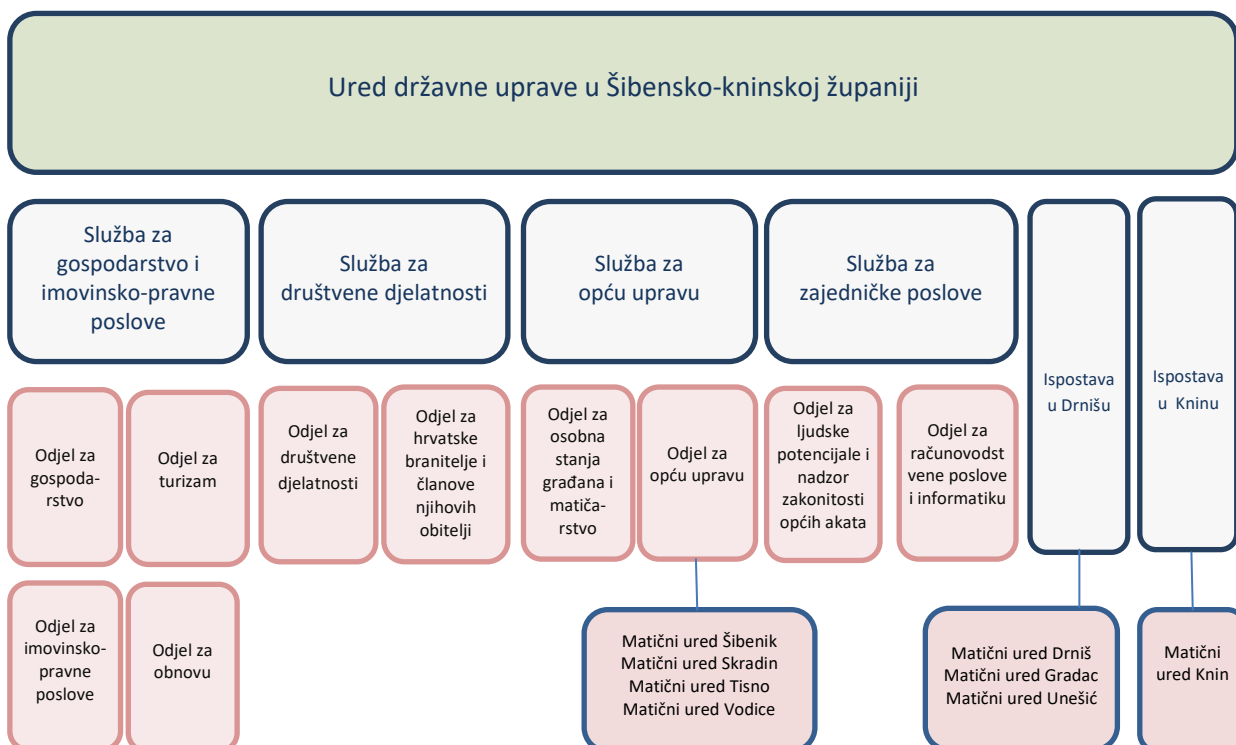 Ured državne uprave u Šibensko-kninskoj županiji
Služba za
gospodarstvo i
imovinsko-pravne
poslove
Služba za
društvene djelatnosti
Služba za
opću upravu
Služba za
zajedničke poslove
Ispostava
u Drnišu
Ispostava
u Kninu
Odjel za
gospoda-
rstvo
Odjel za
turizam
Odjel za
društvene
djelatnosti
Odjel za
hrvatske
branitelje i
članove
njihovih
obitelji
Odjel za
osobna
stanja
građana i
matiča-
rstvo
Odjel za
opću upravu
Odjel za
ljudske
potencijale i
nadzor
zakonitosti
općih akata
Odjel za
računovodst
vene poslove
i informatiku
Odjel za
imovinsko-
pravne
poslove
Odjel za
obnovu
Matični ured Šibenik
Matični ured Skradin
Matični ured Tisno
Matični ured Vodice
Matični ured Drniš
Matični ured Gradac
Matični ured Unešić
Matični
ured Knin